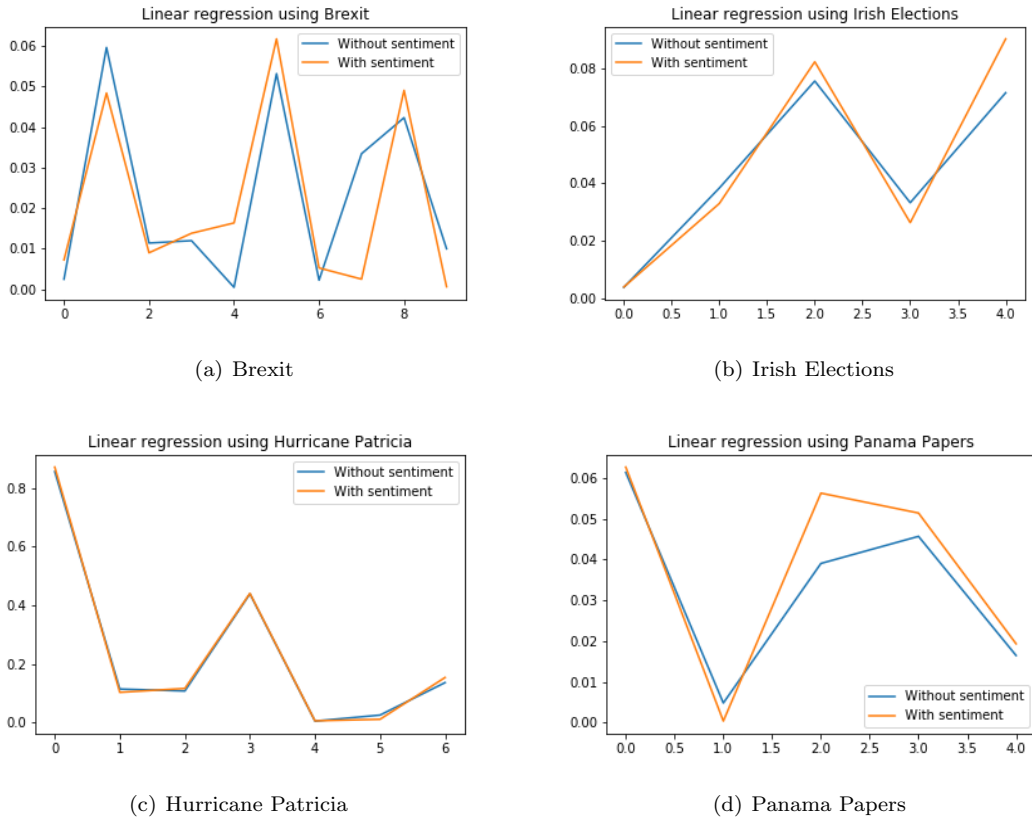 Linear regression using Brexit
Without sentiment
With sentiment
0.06
0.05
0.04
0.03
0.02
0.01
0.00
0 2 4 6 8
(a) Brexit
Linear regression using Irish Elections
Without sentiment
With sentiment
0.08
0.06
0.04
0.02
0.00
0.0 0.5 1.0 1.5 2.0 2.5 3.0 3.5 4.0
(b) Irish Elections
Linear regression using Hurricane Patricia
Without sentiment
With sentiment
0.8
0.6
0.4
0.2
0.0
0 1 2 3 4 5 6
(c) Hurricane Patricia
Linear regression using Panama Papers
0.06
0.05
0.04
0.03
0.02
0.01
0.00
Without sentiment
With sentiment
0.0 0.5 1.0 1.5 2.0 2.5 3.0 3.5 4.0
(d) Panama Papers